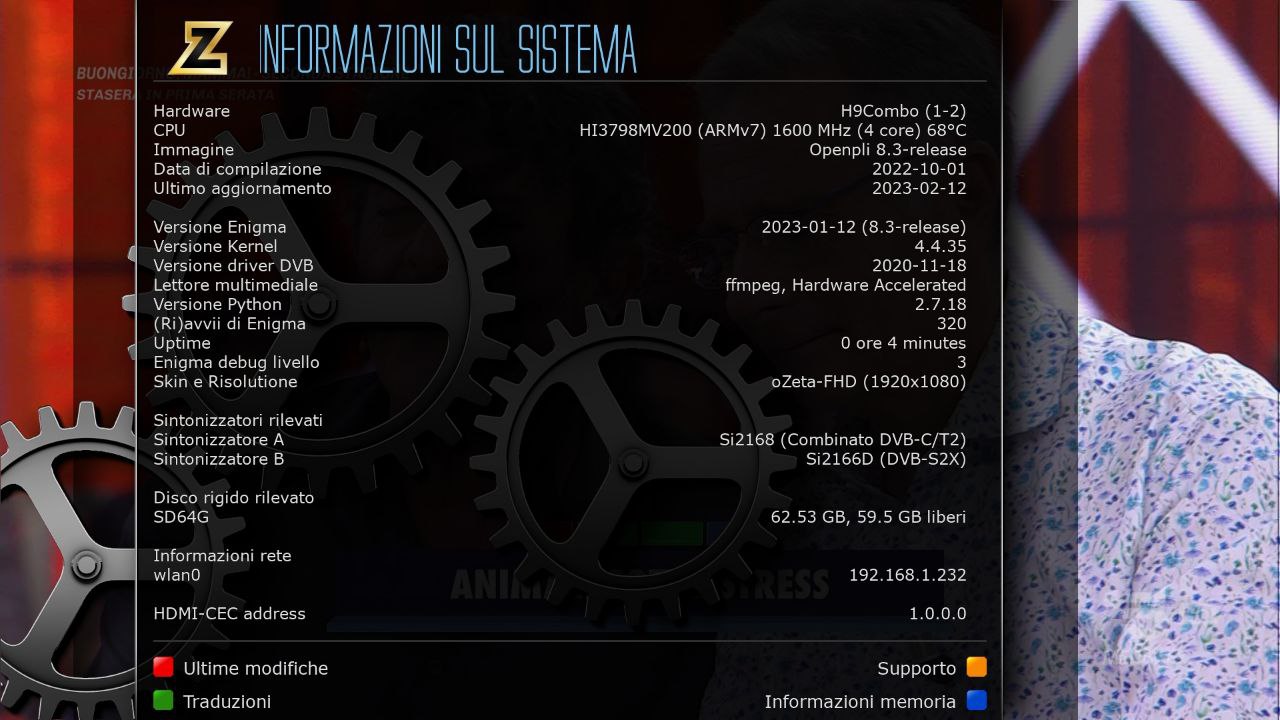 INFORMAZIONI SUL SISTEMA
BUONGI
STASERA IN PRIMA SERATA
Hardware H9Combo (1-2)
CPU HI3798MV200 (ARMv7) 1600 MHz (4 core) 68°C
Immagine Openpli 8.3-release
Data di compilazione 2022-10-01
Ultimo aggiornamento 2023-02-12
Versione Enigma 2023-01-12 (8.3-release)
Versione Kernel 4.4.35
Versione driver DVB 2020-11-18
Lettore multimediale ffmpeg, Hardware Accelerated
Versione Python 2.7.18
(Ri)avvii di Enigma 320
Uptime 0 ore 4 minutes
Enigma debug livello 3
Skin e Risolutione oZeta-FHD (1920x1080)
Sintonizzatori rilevati
Sintonizzatore A Si2168 (Combinato DVB-C/T2)
Sintonizzatore B Si2166D (DVB-S2X)
Disco rigido rilevato
SD64G 62.53 GB, 59.5 GB liberi
Informazioni rete
wlan0 192.168.1.232
HDMI-CEC address 1.0.0.0
Ultime modifiche Supporto
Traduzioni Informazioni memoria